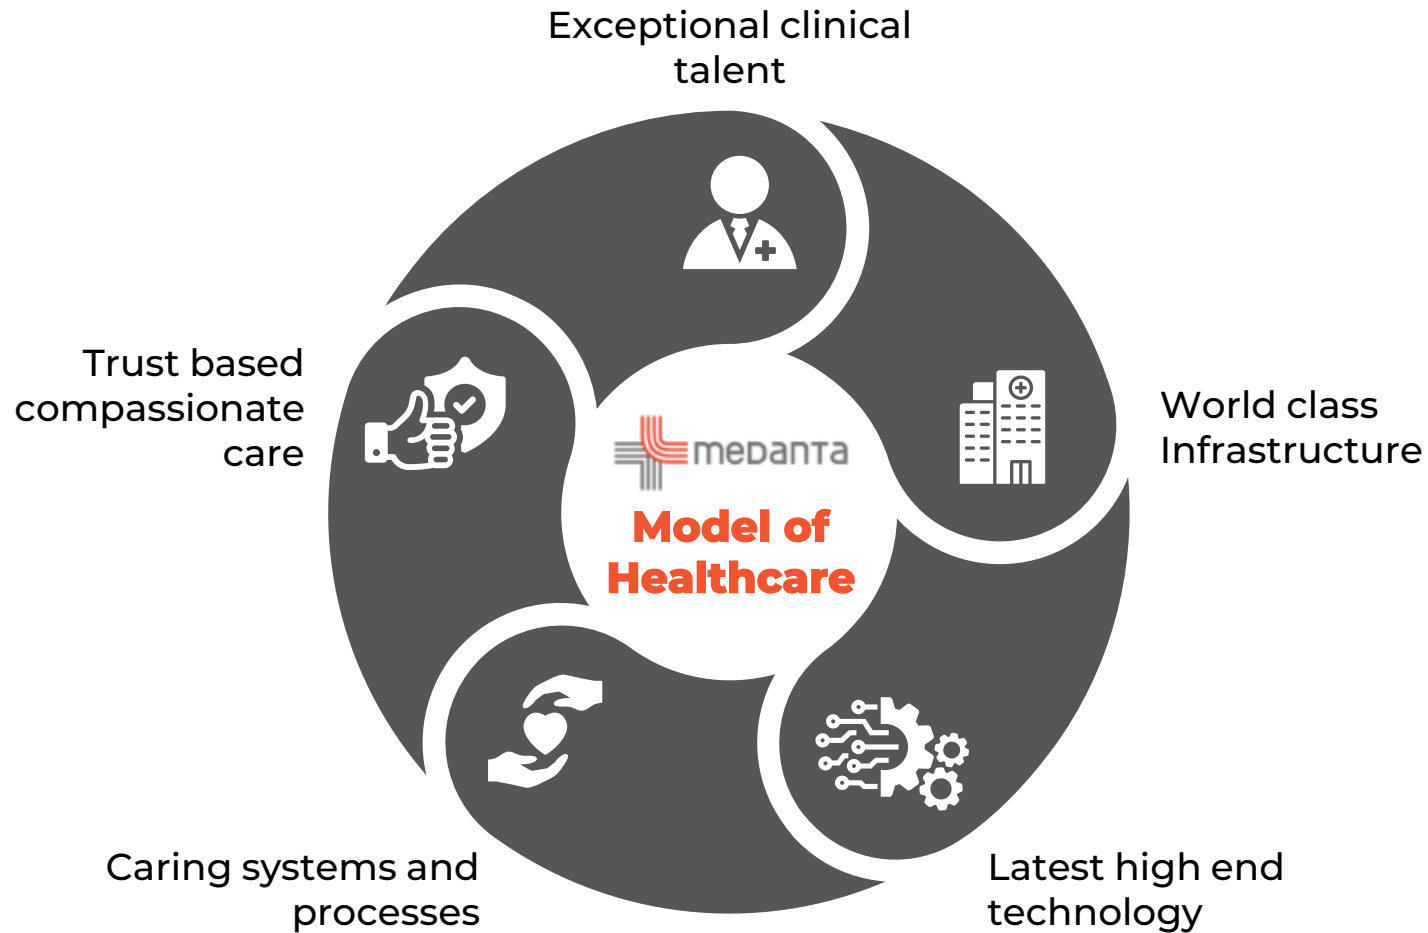 Exceptional clinical
talent
Trust based
compassionate
care
World class
Infrastructure
meDanTa
Model of
Healthcare
Caring systems and
processes
Latest high end
technology